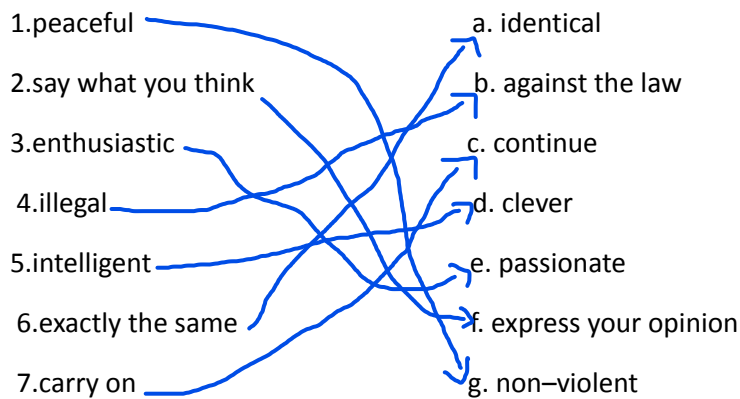 1.peaceful a. identical
2.say what you think b. against the law
3.enthusiastic c. continue
4.illegal d. clever
5.intelligent e. passionate
6.exactly the same f. express your opinion
7.carry on g. non–violent